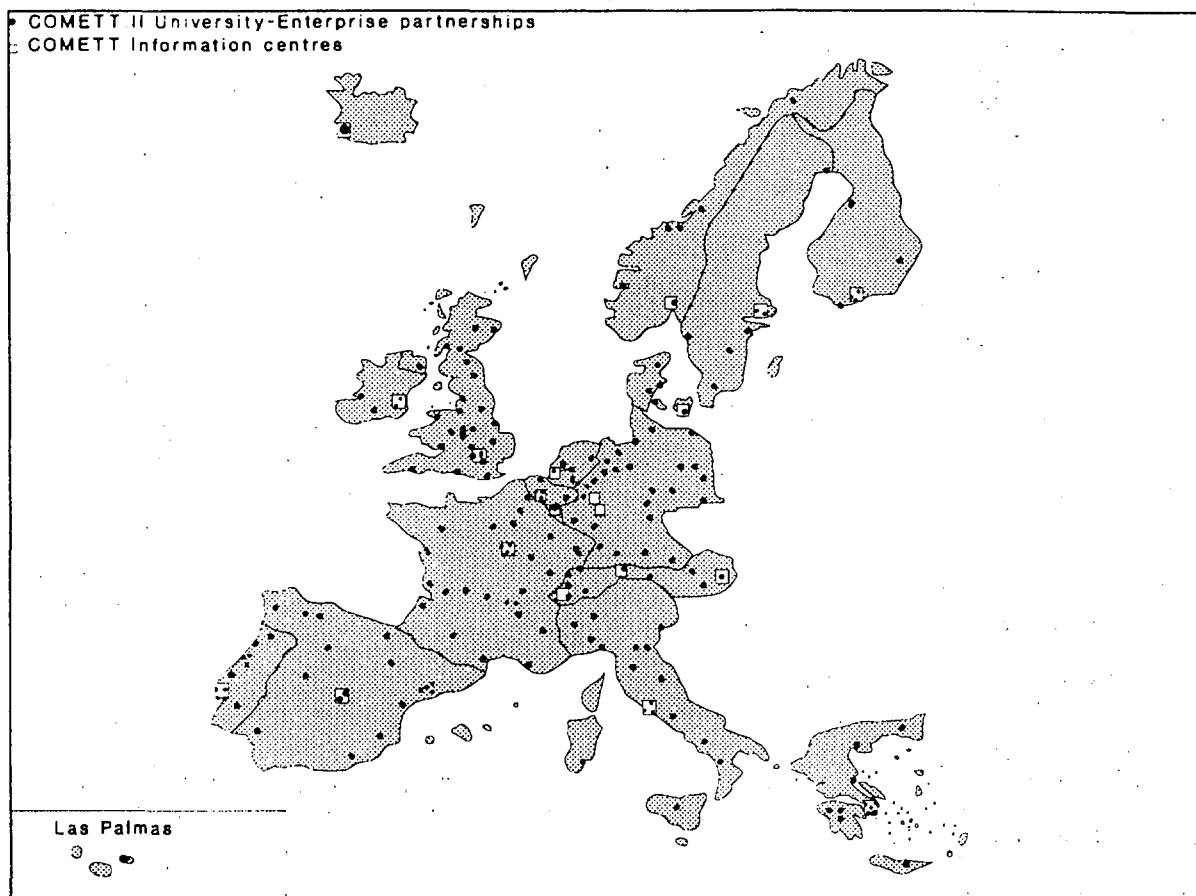 • COMETT II University-Enterprise partnerships
□ COMETT Information centres
Las Palmas